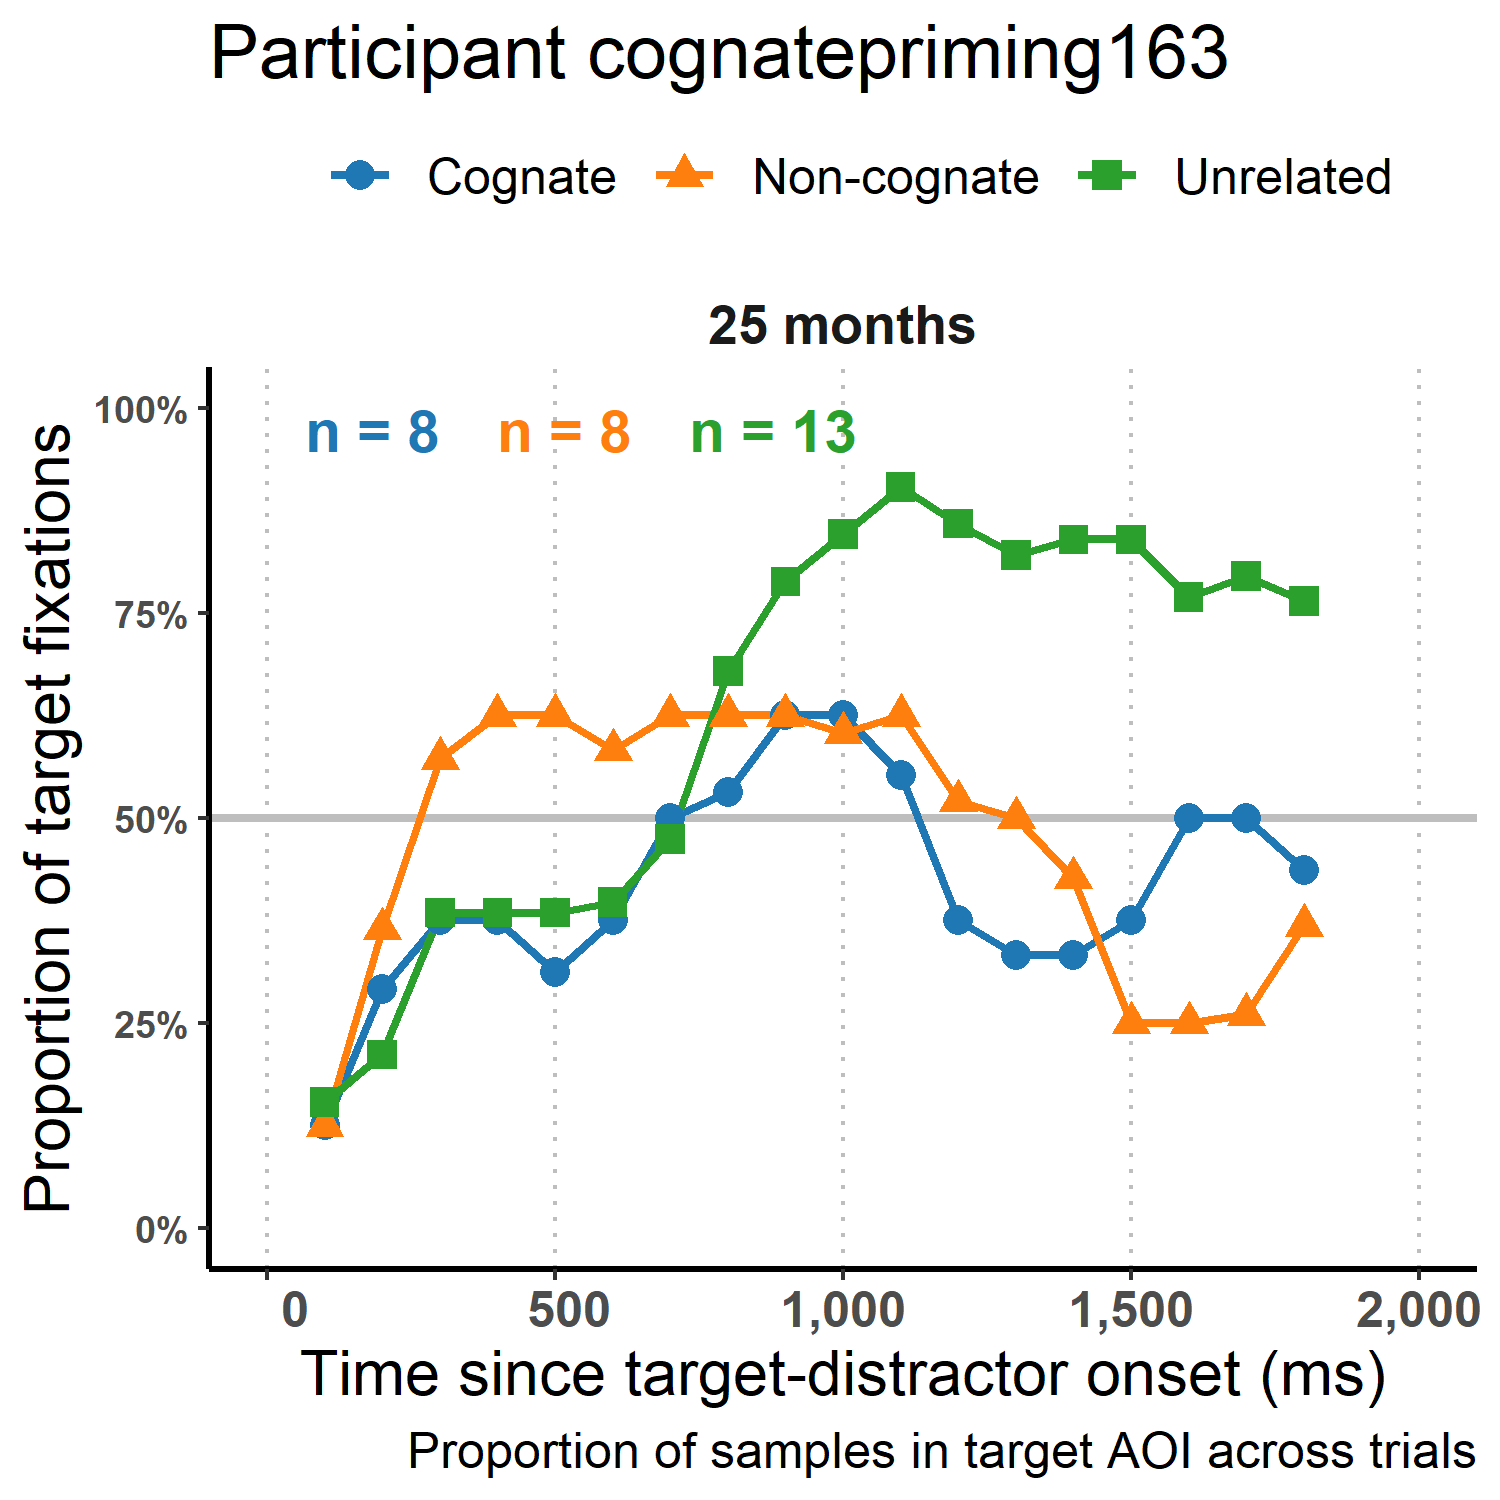 Participant cognatepriming163
Cognate Non-cognate Unrelated
25 months
n = 8 n = 8 n = 13
100%
75%
50%
25%
0%
Proportion of target fixations
0 500 1,000 1,500 2,000
Time since target-distractor onset (ms)
Proportion of samples in target AOI across trials